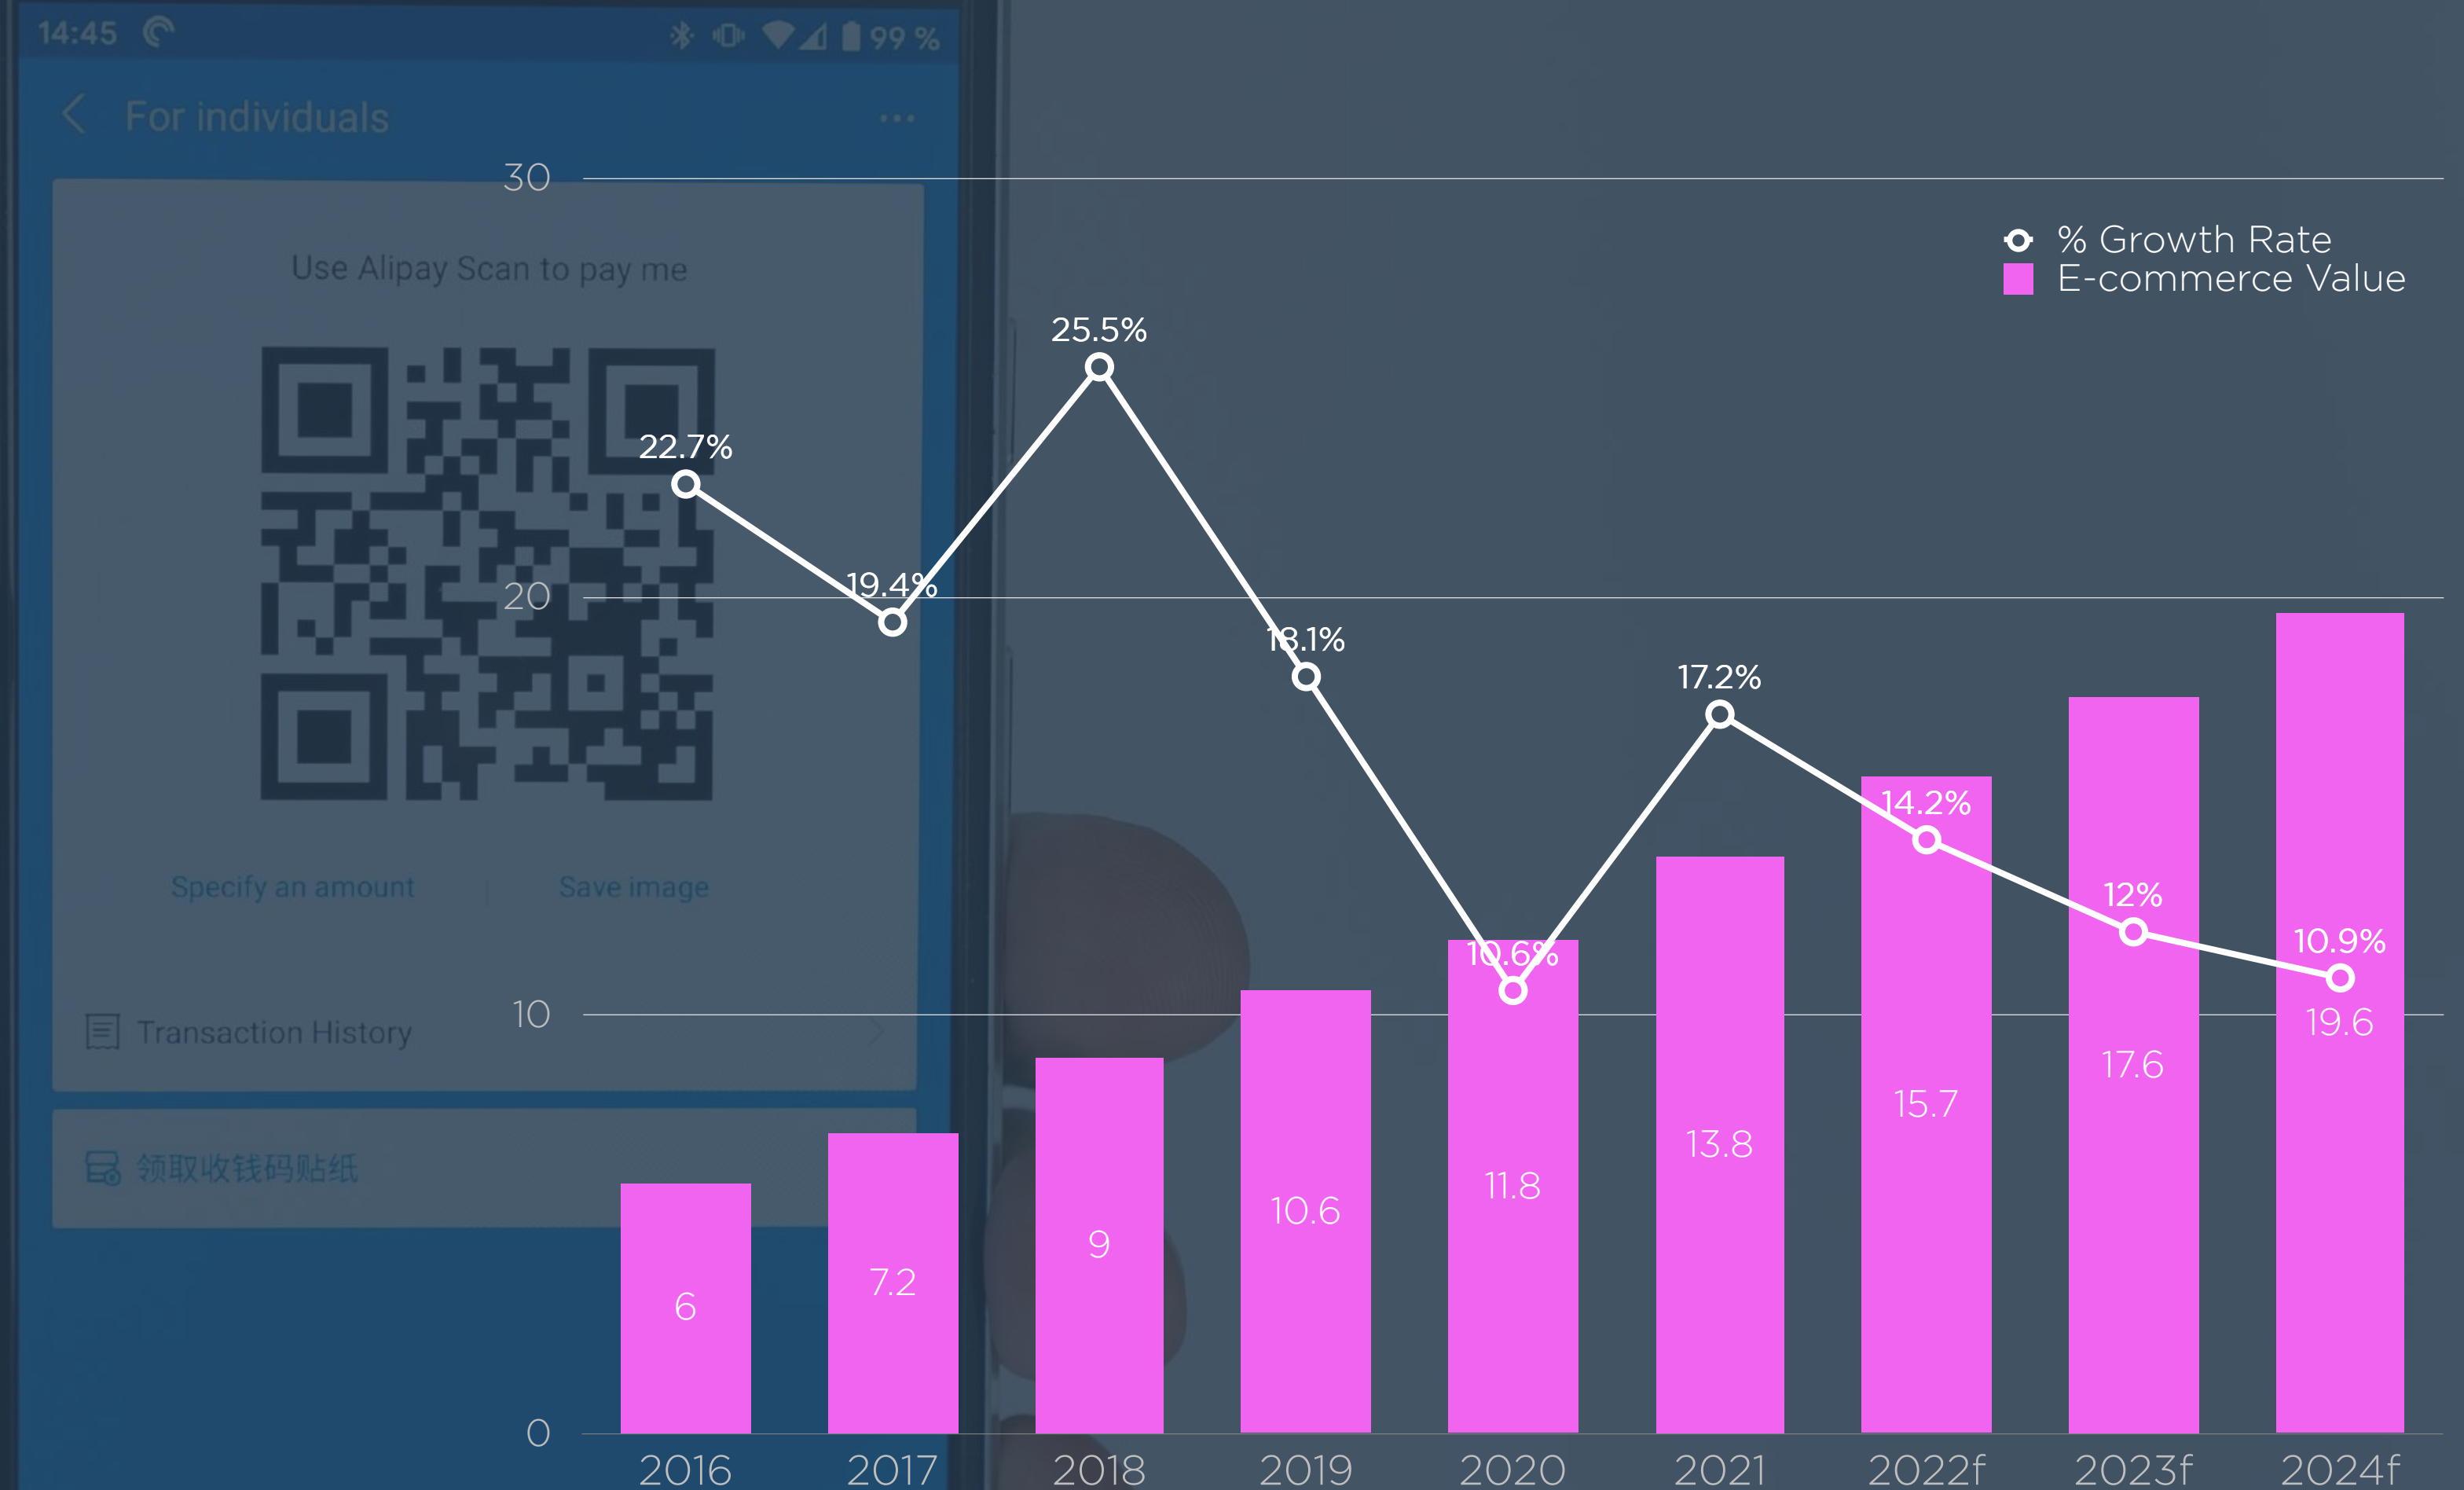 14:45 99 %
For individuals
30
% Growth Rate
E-commerce Value
Use Alipay Scan to pay me
25.5%
22.7%
19.4%
20
18.1%
17.2%
14.2%
Specify an amount Save image
12%
10.6%
10.9%
10
19.6
Transaction History
17.6
15.7
13.8
领取收钱码贴纸
11.8
10.6
9
7.2
6
0
2016 2017 2018 2019 2020 2021 2022f 2023f 2024f